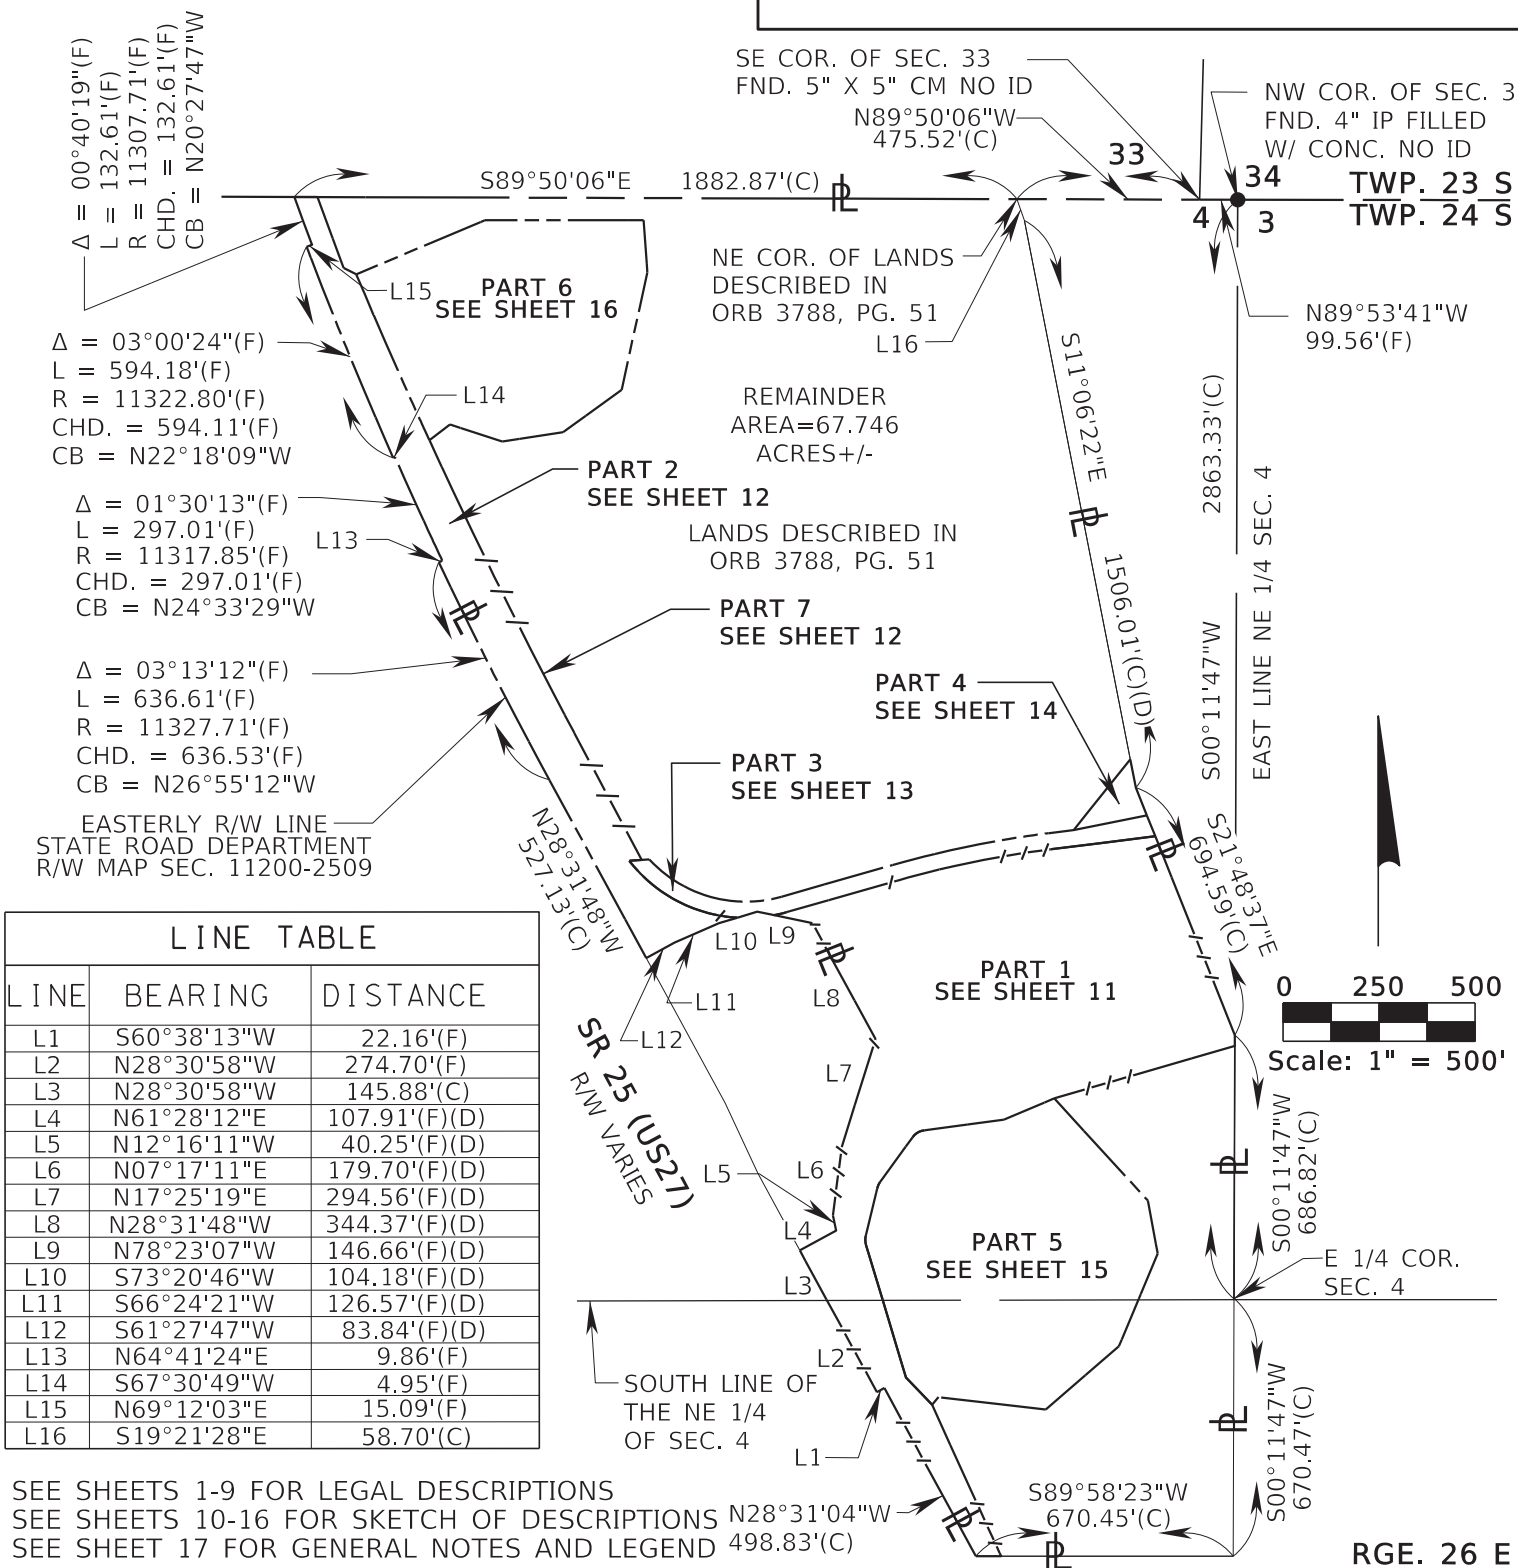 Δ = 00°40'19"(F)
L = 132.61'(F)
R = 11307.71'(F)
CHD. = 132.61'(F)
CB = N20°27'47"W
SE COR. OF SEC. 33
FND. 5" X 5" CM NO ID
N89°50'06"W
475.52'(C)
NW COR. OF SEC. 3
FND. 4" IP FILLED
W/ CONC. NO ID
33
34
TWP. 23 S
4
3
TWP. 24 S
S89°50'06"E 1882.87'(C)
PL
NE COR. OF LANDS
DESCRIBED IN
ORB 3788, PG. 51
L16
N89°53'41"W
99.56'(F)
L15
PART 6
SEE SHEET 16
Δ = 03°00'24"(F)
L = 594.18'(F)
R = 11322.80'(F)
CHD. = 594.11'(F)
CB = N22°18'09"W
L14
REMAINDER
AREA=67.746
ACRES+/-
S11°06'22"E
PL
1506.01'(C)(D)
2863.33'(C)
S00°11'47"W
EAST LINE NE 1/4 SEC. 4
PART 2
SEE SHEET 12
Δ = 01°30'13"(F)
L = 297.01'(F)
R = 11317.85'(F)
CHD. = 297.01'(F)
CB = N24°33'29"W
L13
LANDS DESCRIBED IN
ORB 3788, PG. 51
PL
PART 7
SEE SHEET 12
Δ = 03°13'12"(F)
L = 636.61'(F)
R = 11327.71'(F)
CHD. = 636.53'(F)
CB = N26°55'12"W
PART 4
SEE SHEET 14
PART 3
SEE SHEET 13
EASTERLY R/W LINE
STATE ROAD DEPARTMENT
R/W MAP SEC. 11200-2509
N28°31'48"W
527.13'(C)
PL
S21°48'37"E
694.59'(C)
L10
L9
PL
L8
L11
L12
PART 1
SEE SHEET 11
0 250 500
Scale: 1" = 500'
SR 25 (US27)
R/W VARIES
L7
L6
L5
L4
L3
PL
S00°11'47"W
686.82'(C)
PART 5
SEE SHEET 15
E 1/4 COR.
SEC. 4
L2
SOUTH LINE OF
THE NE 1/4
OF SEC. 4
L1
PL
S00°11'47"W
670.47'(C)
N28°31'04"W
498.83'(C)
PL
S89°58'23"W
670.45'(C)
PL
RGE. 26 E
LINE TABLE
LINE BEARING DISTANCE
L1 S60°38'13"W 22.16'(F)
L2 N28°30'58"W 274.70'(F)
L3 N28°30'58"W 145.88'(C)
L4 N61°28'12"E 107.91'(F)(D)
L5 N12°16'11"W 40.25'(F)(D)
L6 N07°17'11"E 179.70'(F)(D)
L7 N17°25'19"E 294.56'(F)(D)
L8 N28°31'48"W 344.37'(F)(D)
L9 N78°23'07"W 146.66'(F)(D)
L10 S73°20'46"W 104.18'(F)(D)
L11 S66°24'21"W 126.57'(F)(D)
L12 S61°27'47"W 83.84'(F)(D)
L13 N64°41'24"E 9.86'(F)
L14 S67°30'49"W 4.95'(F)
L15 N69°12'03"E 15.09'(F)
L16 S19°21'28"E 58.70'(C)
SEE SHEETS 1-9 FOR LEGAL DESCRIPTIONS
SEE SHEETS 10-16 FOR SKETCH OF DESCRIPTIONS
SEE SHEET 17 FOR GENERAL NOTES AND LEGEND